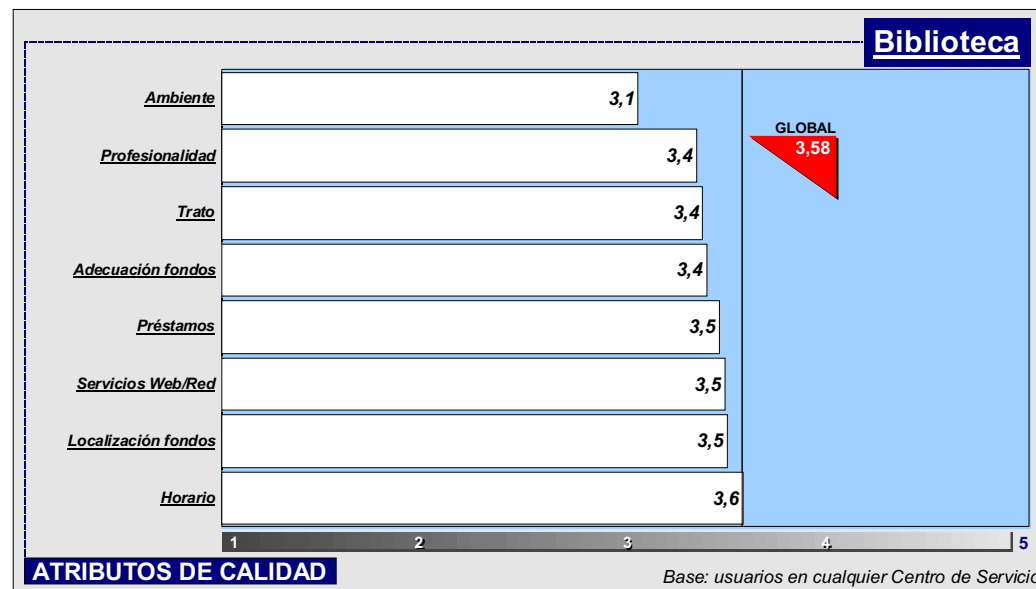 Biblioteca
Ambiente 3,1
GLOBAL
3,58
Profesionalidad 3,4
Trato 3,4
Adecuación fondos 3,4
Préstamos 3,5
Servicios Web/Red 3,5
Localización fondos 3,5
Horario 3,6
1 2 3 4 5
ATRIBUTOS DE CALIDAD
Base: usuarios en cualquier Centro de Servicio